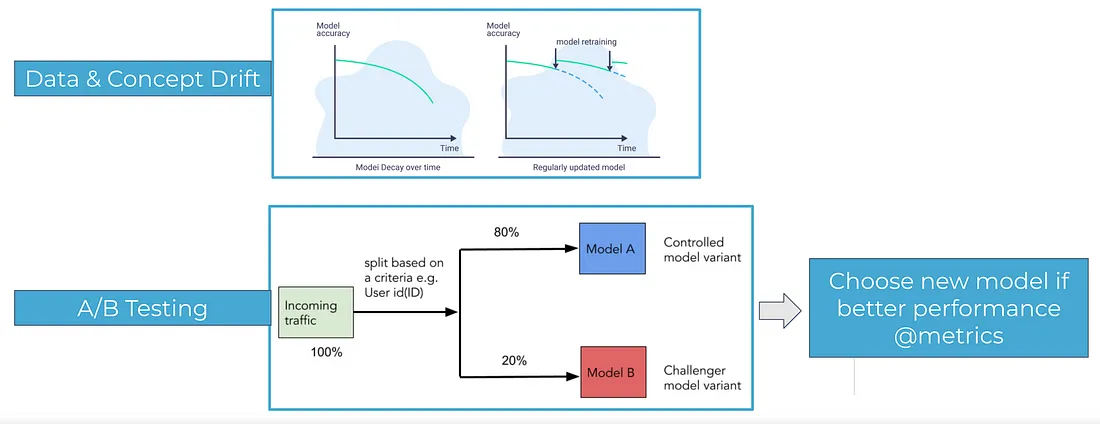 Data & Concept Drift
Model
accuracy
Time
Model Decay over time
Model
accuracy
model retraining
Time
Regularly updated model
A/B Testing
Incoming
traffic
100%
split based on
a criteria e.g.
User id(ID)
80%
Model A
Controlled
model variant
20%
Model B
Challenger
model variant
Choose new model if
better performance
@metrics